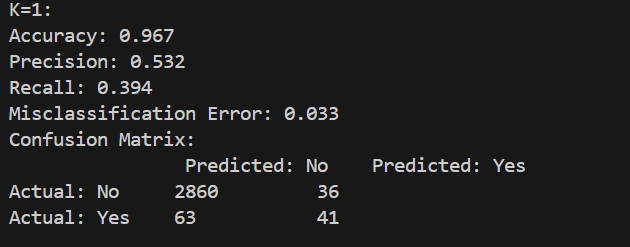 K=1:
Accuracy: 0.967
Precision: 0.532
Recall: 0.394
Misclassification Error: 0.033
Confusion Matrix:
Predicted: No Predicted: Yes
Actual: No 2860 36
Actual: Yes 63 41